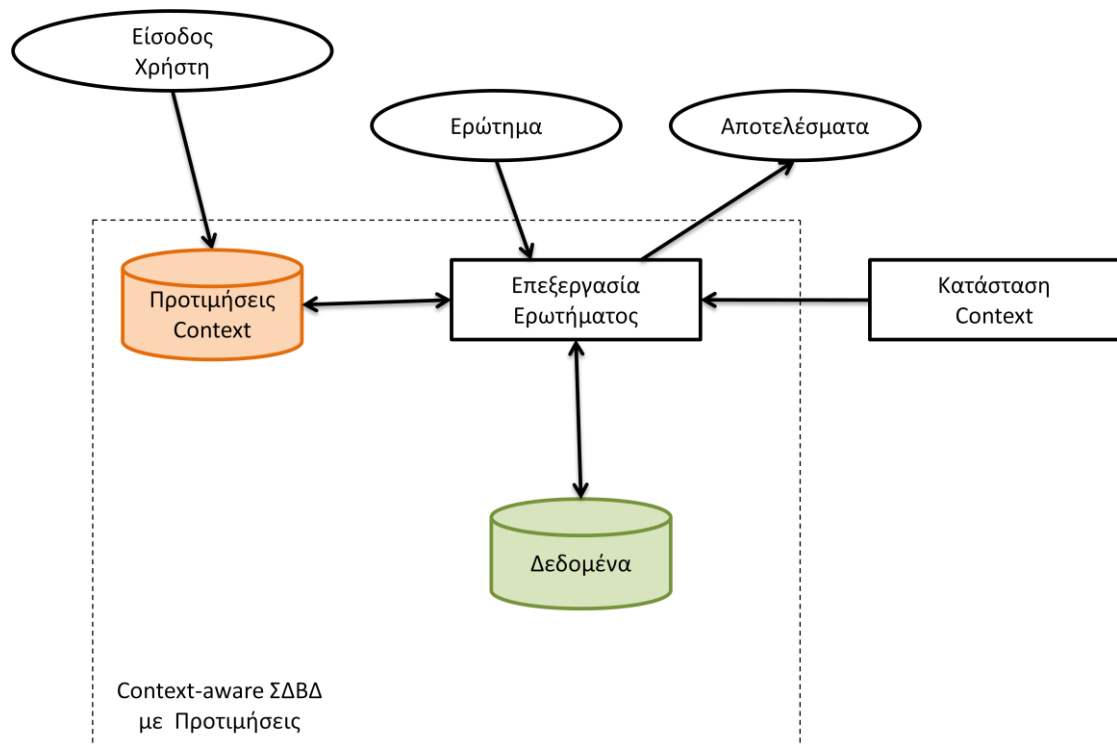 Είσοδος
Χρήστη
Ερώτημα
Αποτελέσματα
Προτιμήσεις
Context
Επεξεργασία
Ερωτήματος
Κατάσταση
Context
Δεδομένα
Context-aware ΣΔΒΔ
με Προτιμήσεις